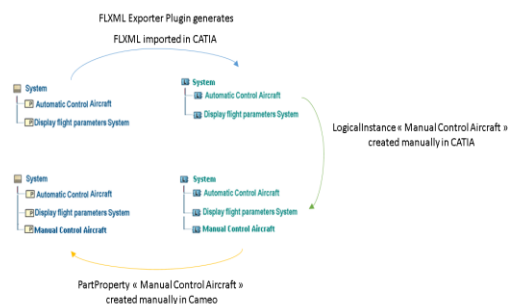 FLXML Exporter Plugin generates
FLXML imported in CATIA
System
Automatic Control Aircraft
Display flight parameters System
System
Automatic Control Aircraft
Display flight parameters System
LogicalInstance « Manual Control Aircraft »
created manually in CATIA
System
Automatic Control Aircraft
Display flight parameters System
Manual Control Aircraft
System
Automatic Control Aircraft
Display flight parameters System
Manual Control Aircraft
PartProperty « Manual Control Aircraft »
created manually in Cameo